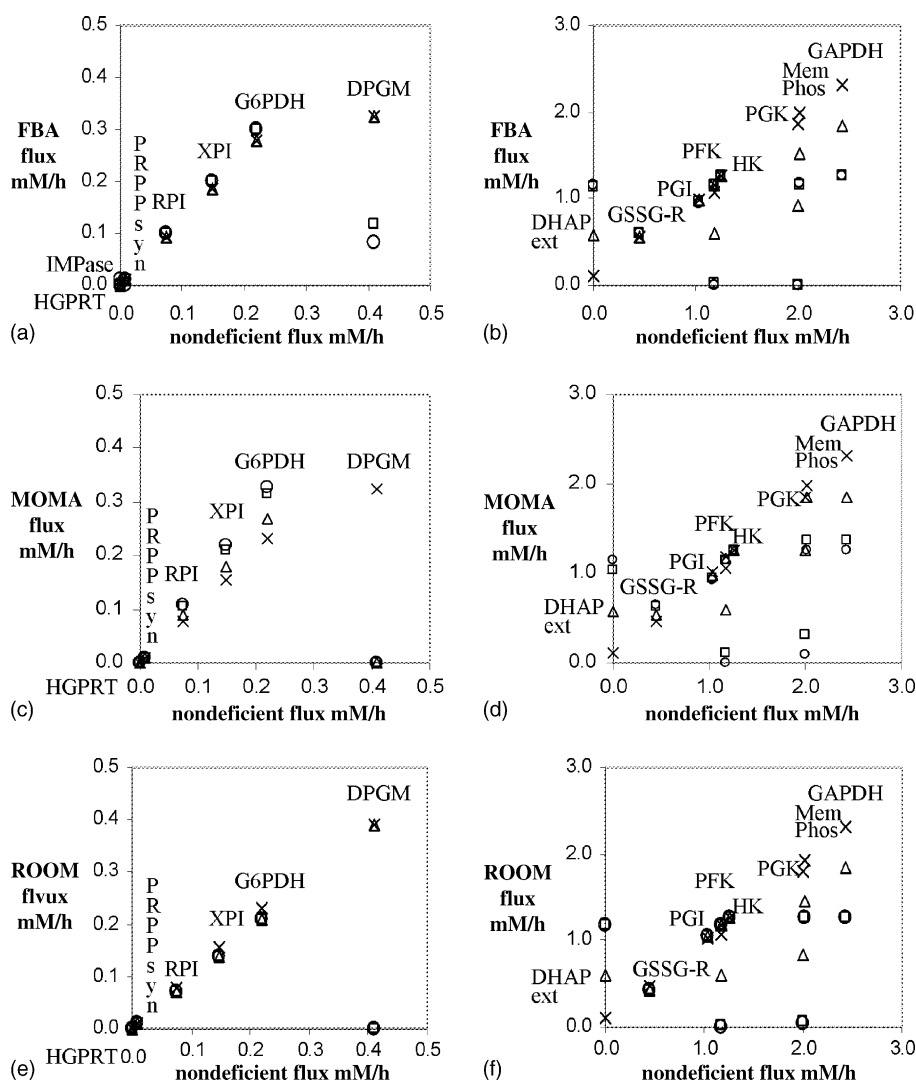 0.5
0.4
0.3
0.2
0.1
0.0
FBA
flux
mM/h
P
R
P
P
s
y
n
DPGM
G6PDH
XPI
RPI
IMPase
HGPRT
0.0 0.1 0.2 0.3 0.4 0.5
(a) nondeficient flux mM/h
3.0
2.0
1.0
0.0
FBA
flux
mM/h
GAPDH
Mem
Phos
PGK
PFK
HK
PGI
GSSG-R
DHAP
ext
0.0 1.0 2.0 3.0
(b) nondeficient flux mM/h
0.5
0.4
0.3
0.2
0.1
0.0
MOMA
flux
mM/h
P
R
P
P
s
y
n
G6PDH DPGM
XPI
RPI
HGPRT
0.0 0.1 0.2 0.3 0.4 0.5
(c) nondeficient flux mM/h
3.0
2.0
1.0
0.0
MOMA
flux
mM/h
GAPDH
Mem
Phos
PGK
PFK
HK
PGI
GSSG-R
DHAP
ext
0.0 1.0 2.0 3.0
(d) nondeficient flux mM/h
0.5
0.4
0.3
0.2
0.1
0.0
ROOM
flvux
mM/h
P
R
P
P
s
y
n
DPGM
G6PDH
XPI
RPI
HGPRT
0.0 0.1 0.2 0.3 0.4 0.5
(e) nondeficient flux mM/h
3.0
2.0
1.0
0.0
ROOM
flux
mM/h
GAPDH
Mem
Phos
PGK
PFK
HK
PGI
GSSG-R
DHAP
ext
0.0 1.0 2.0 3.0
(f) nondeficient flux mM/h